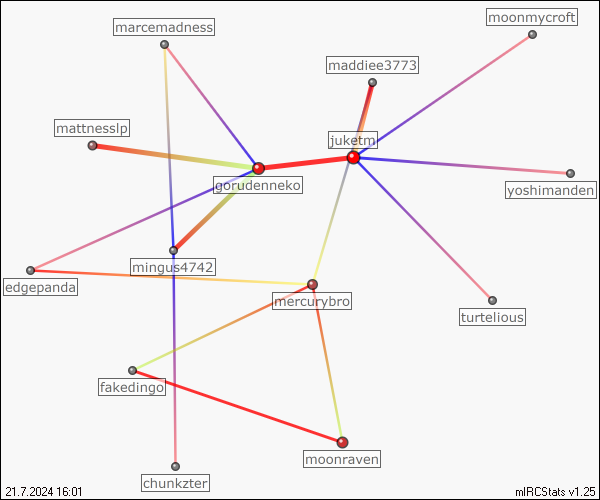 moonmycroft
marcemadness
maddiee3773
mattnesslp
juketm
gorudenneko
yoshimanden
mingus4742
edgepanda
mercurybro
turtelious
fakedingo
moonraven
chunkzter
21.7.2024 16:01
mIRCStats v1.25